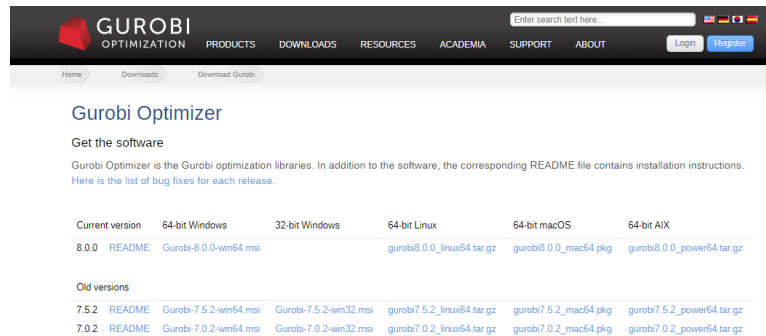 Enter search text here...
GUROBI
OPTIMIZATION PRODUCTS DOWNLOADS RESOURCES ACADEMIA SUPPORT ABOUT Login Register
Home Downloads Download Gurobi
Gurobi Optimizer
Get the software
Gurobi Optimizer is the Gurobi optimization libraries. In addition to the software, the corresponding README file contains installation instructions.
Here is the list of bug fixes for each release.
Current version 64-bit Windows 32-bit Windows 64-bit Linux 64-bit macOS 64-bit AIX
8.0.0 README Gurobi-8.0.0-win64.msi gurobi8.0.0_linux64.tar.gz gurobi8.0.0_mac64.pkg gurobi8.0.0_power64.tar.gz
Old versions
7.5.2 README Gurobi-7.5.2-win64.msi Gurobi-7.5.2-win32.msi gurobi7.5.2_linux64.tar.gz gurobi7.5.2_mac64.pkg gurobi7.5.2_power64.tar.gz
7.0.2 README Gurobi-7.0.2-win64.msi Gurobi-7.0.2-win32.msi gurobi7.0.2_linux64.tar.gz gurobi7.0.2_mac64.pkg gurobi7.0.2_power64.tar.gz